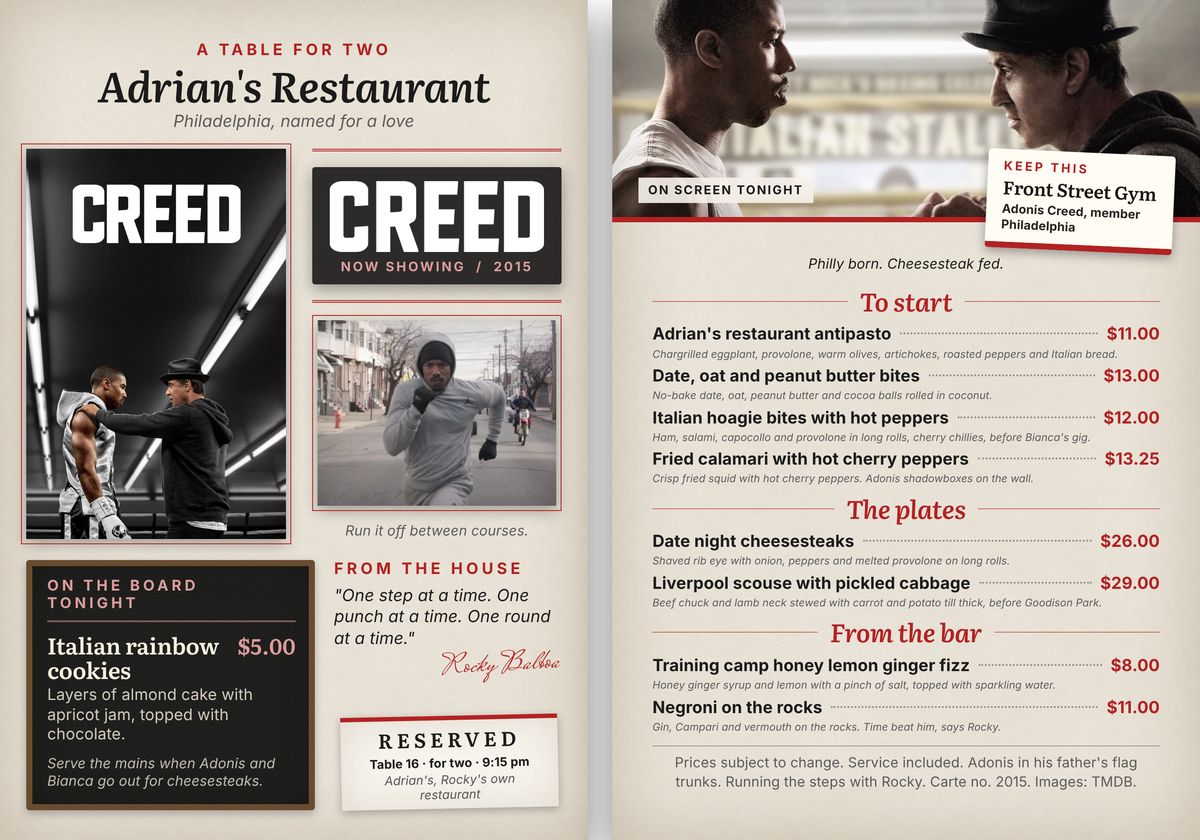 A TABLE FOR TWO
Adrian's Restaurant
Philadelphia, named for a love
CREED
CREED
NOW SHOWING / 2015
Run it off between courses.
ON THE BOARD
TONIGHT
Italian rainbow $5.00
cookies
Layers of almond cake with
apricot jam, topped with
chocolate.
Serve the mains when Adonis and
Bianca go out for cheesesteaks.
FROM THE HOUSE
"One step at a time. One
punch at a time. One round
at a time."
Rocky Balboa
RESERVED
Table 16 · for two · 9:15 pm
Adrian's, Rocky's own
restaurant
ITALIAN STALL
ON SCREEN TONIGHT
KEEP THIS
Front Street Gym
Adonis Creed, member
Philadelphia
Philly born. Cheesesteak fed.
To start
Adrian's restaurant antipasto $11.00
Chargrilled eggplant, provolone, warm olives, artichokes, roasted peppers and Italian bread.
Date, oat and peanut butter bites $13.00
No-bake date, oat, peanut butter and cocoa balls rolled in coconut.
Italian hoagie bites with hot peppers $12.00
Ham, salami, capocollo and provolone in long rolls, cherry chillies, before Bianca's gig.
Fried calamari with hot cherry peppers $13.25
Crisp fried squid with hot cherry peppers. Adonis shadowboxes on the wall.
The plates
Date night cheesesteaks $26.00
Shaved rib eye with onion, peppers and melted provolone on long rolls.
Liverpool scouse with pickled cabbage $29.00
Beef chuck and lamb neck stewed with carrot and potato till thick, before Goodison Park.
From the bar
Training camp honey lemon ginger fizz $8.00
Honey ginger syrup and lemon with a pinch of salt, topped with sparkling water.
Negroni on the rocks $11.00
Gin, Campari and vermouth on the rocks. Time beat him, says Rocky.
Prices subject to change. Service included. Adonis in his father's flag
trunks. Running the steps with Rocky. Carte no. 2015. Images: TMDB.